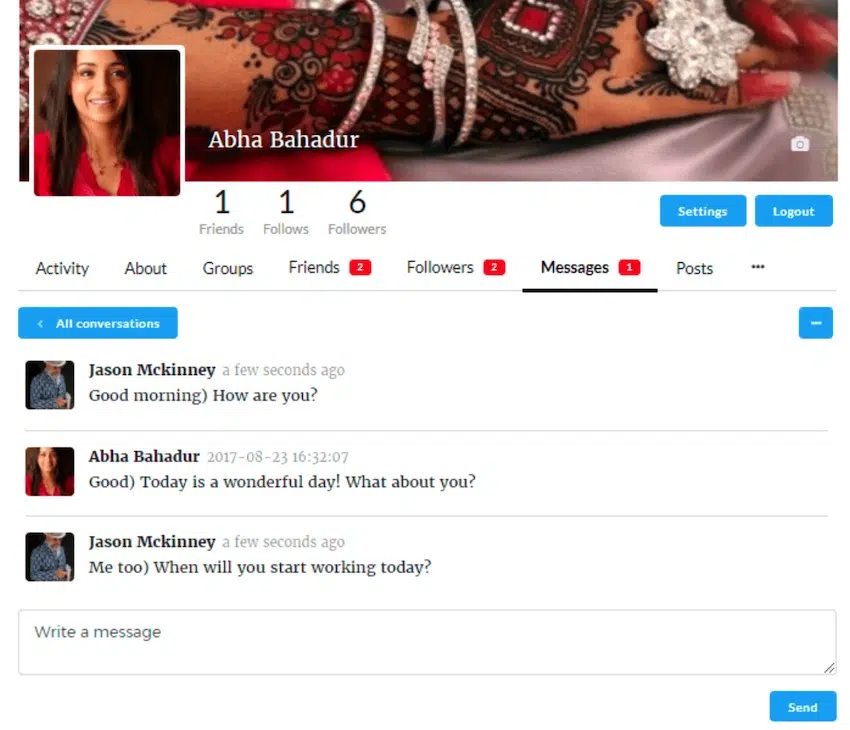 Abha Bahadur
1 1 6
Friends Follows Followers
Settings Logout
Activity About Groups Friends 2 Followers 2 Messages 1 Posts ···
All conversations
Jason Mckinney a few seconds ago
Good morning) How are you?
Abha Bahadur 2017-08-23 16:32:07
Good) Today is a wonderful day! What about you?
Jason Mckinney a few seconds ago
Me too) When will you start working today?
Write a message
Send